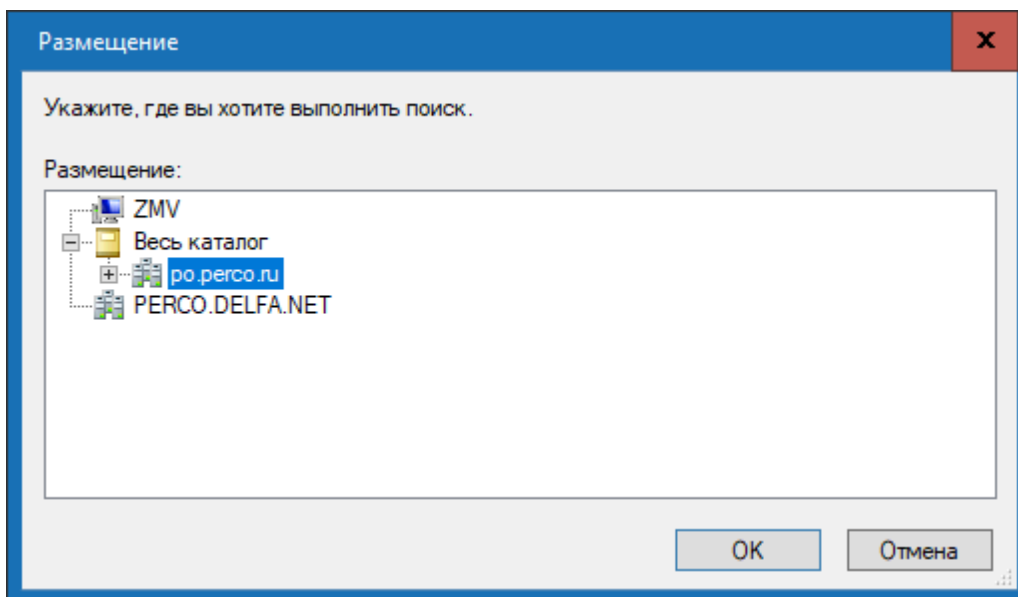 Размещение
x
Укажите, где вы хотите выполнить поиск.
Размещение:
ZMV
Весь каталог
po.perco.ru
PERCO.DELFA.NET
OK
Отмена